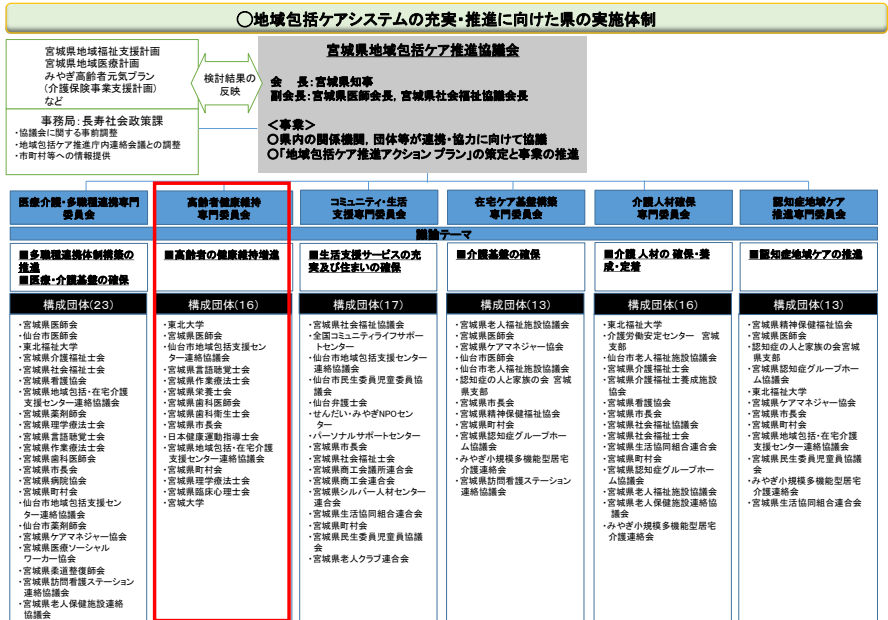 ○地域包括ケアシステムの充実・推進に向けた県の実施体制
宮城県地域福祉支援計画
宮城県地域医療計画
みやぎ高齢者元気プラン
(介護保険事業支援計画)
など
事務局：長寿社会政策課
・協議会に関する事前調整
・地域包括ケア推進庁内連絡会議との調整
・市町村等への情報提供
検討結果の
反映
宮城県地域包括ケア推進協議会
会　長：宮城県知事
副会長：宮城県医師会長，宮城県社会福祉協議会長
＜事業＞
○県内の関係機関，団体等が連携・協力に向けて協議
○「地域包括ケア推進アクション プラン」の策定と事業の推進
医療介護・多職種連携専門
委員会
高齢者健康維持
専門委員会
コミュニティ・生活
支援専門委員会
在宅ケア基盤構築
専門委員会
介護人材確保
専門委員会
認知症地域ケア
推進専門委員会
議論テーマ
■多職種連携体制構築の
推進
■医療・介護基盤の確保
■高齢者の健康維持増進
■生活支援サービスの充
実及び住まいの確保
■介護基盤の確保
■介護 人材の 確保・養
成・定着
■認知症地域ケアの推進
構成団体(23)
構成団体(16)
構成団体(17)
構成団体(13)
構成団体(16)
構成団体(13)
・宮城県医師会
・仙台市医師会
・東北福祉大学
・宮城県介護福祉士会
・宮城県社会福祉士会
・宮城県看護協会
・宮城県地域包括・在宅介護
支援センター連絡協議会
・宮城県薬剤師会
・宮城県理学療法士会
・宮城県言語聴覚士会
・宮城県作業療法士会
・宮城県歯科医師会
・宮城県市長会
・宮城県病院協会
・宮城県町村会
・仙台市地域包括支援セン
ター連絡協議会
・仙台市薬剤師会
・宮城県ケアマネジャー協会
・宮城県医療ソーシャル
ワーカー協会
・宮城県柔道整復師会
・宮城県訪問看護ステーション
連絡協議会
・宮城県老人保健施設連絡
協議会
・東北大学
・宮城県医師会
・仙台市地域包括支援セン
ター連絡協議会
・宮城県言語聴覚士会
・宮城県作業療法士会
・宮城県栄養士会
・宮城県歯科医師会
・宮城県歯科衛生士会
・宮城県市長会
・日本健康運動指導士会
・宮城県地域包括・在宅介護
支援センター連絡協議会
・宮城県町村会
・宮城県理学療法士会
・宮城県臨床心理士会
・宮城大学
・宮城県社会福祉協議会
・全国コミュニティライフサポー
トセンター
・仙台市地域包括支援センター
連絡協議会
・仙台市民生委員児童委員協
議会
・仙台弁護士会
・せんだい・みやぎNPOセン
ター
・パーソナルサポートセンター
・宮城県市長会
・宮城県社会福祉士会
・宮城県商工会議所連合会
・宮城県商工会連合会
・宮城県シルバー人材センター
連合会
・宮城県生活協同組合連合会
・宮城県町村会
・宮城県民生委員児童員協議
会
・宮城県老人クラブ連合会
・宮城県老人福祉施設協議会
・宮城県医師会
・宮城県ケアマネジャー協会
・仙台市医師会
・仙台市老人福祉施設協議会
・認知症の人と家族の会 宮城
県支部
・宮城県市長会
・宮城県精神保健福祉協会
・宮城県町村会
・宮城県認知症グループホー
ム協議会
・みやぎ小規模多機能型居宅
介護連絡会
・宮城県訪問看護ステーション
連絡協議会
・東北福祉大学
・介護労働安定センター　宮城
支部
・仙台市老人福祉施設協議会
・宮城県介護福祉士会
・宮城県介護福祉士養成施設
協会
・宮城県看護協会
・宮城県市長会
・宮城県社会福祉協議会
・宮城県社会福祉士会
・宮城県生活協同組合連合会
・宮城県町村会
・宮城県認知症グループホー
ム協議会
・宮城県老人福祉協議会
・宮城県老人保健施設連絡協
議会
・みやぎ小規模多機能型居宅
介護連絡会
・宮城県精神保健福祉協会
・宮城県医師会
・認知症の人と家族の会宮城
県支部
・宮城県認知症グループホー
ム協議会
・東北福祉大学
・宮城県ケアマネジャー協会
・宮城県市長会
・宮城県町村会
・宮城県地域包括・在宅介護
支援センター連絡協議会
・宮城県民生委員児童員協議
会
・みやぎ小規模多機能型居宅
介護連絡会
・宮城県生活協同組合連合会